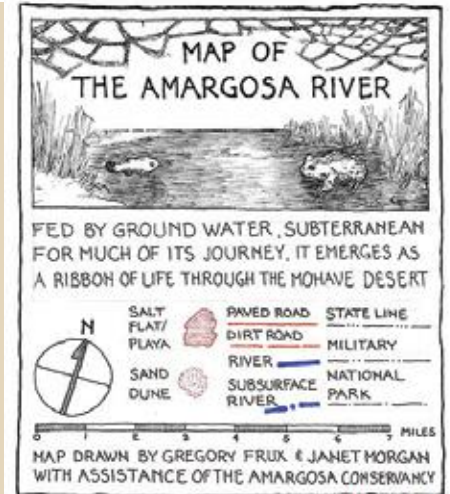 MAP OF
THE AMARGOSA RIVER
FED BY GROUND WATER, SUBTERRANEAN
FOR MUCH OF ITS JOURNEY, IT EMERGES AS
A RIBBON OF LIFE THROUGH THE MOHAVE DESERT
N
SALT
FLAT/
PLAYA
SAND
DUNE
PAVED ROAD
DIRT ROAD
RIVER
SUBSURFACE
RIVER
STATE LINE
MILITARY
NATIONAL
PARK
0 1 2 3 4 5 6 7 MILES
MAP DRAWN BY GREGORY FRUX & JANET MORGAN
WITH ASSISTANCE OF THE AMARGOSA CONSERVANCY